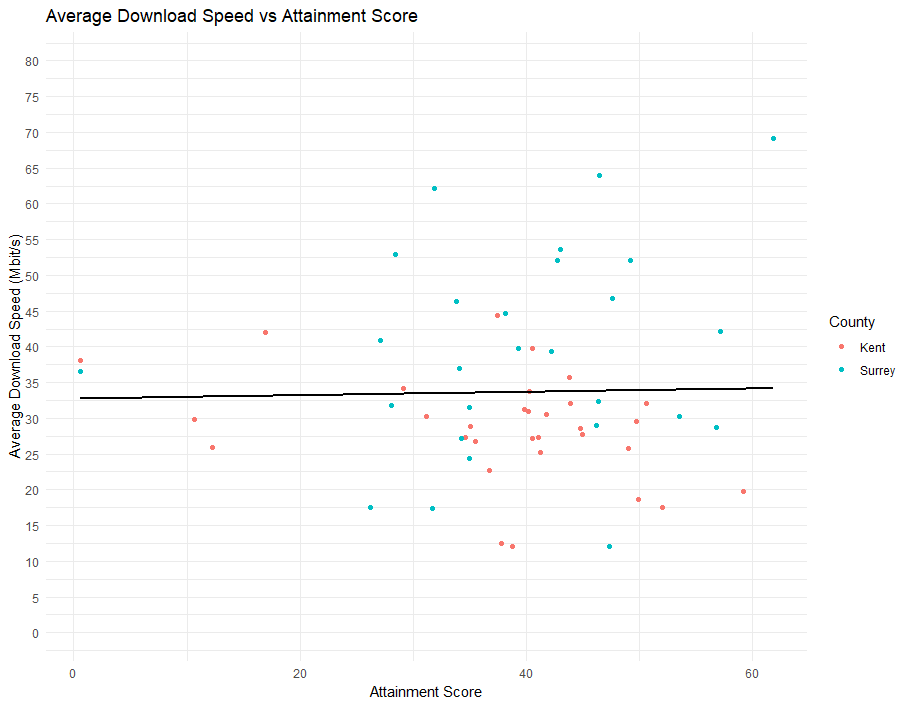 Average Download Speed vs Attainment Score
Average Download Speed (Mbit/s)
80
75
70
65
60
55
50
45
40
35
30
25
20
15
10
5
0
0 20 40 60
Attainment Score
County
Kent
Surrey